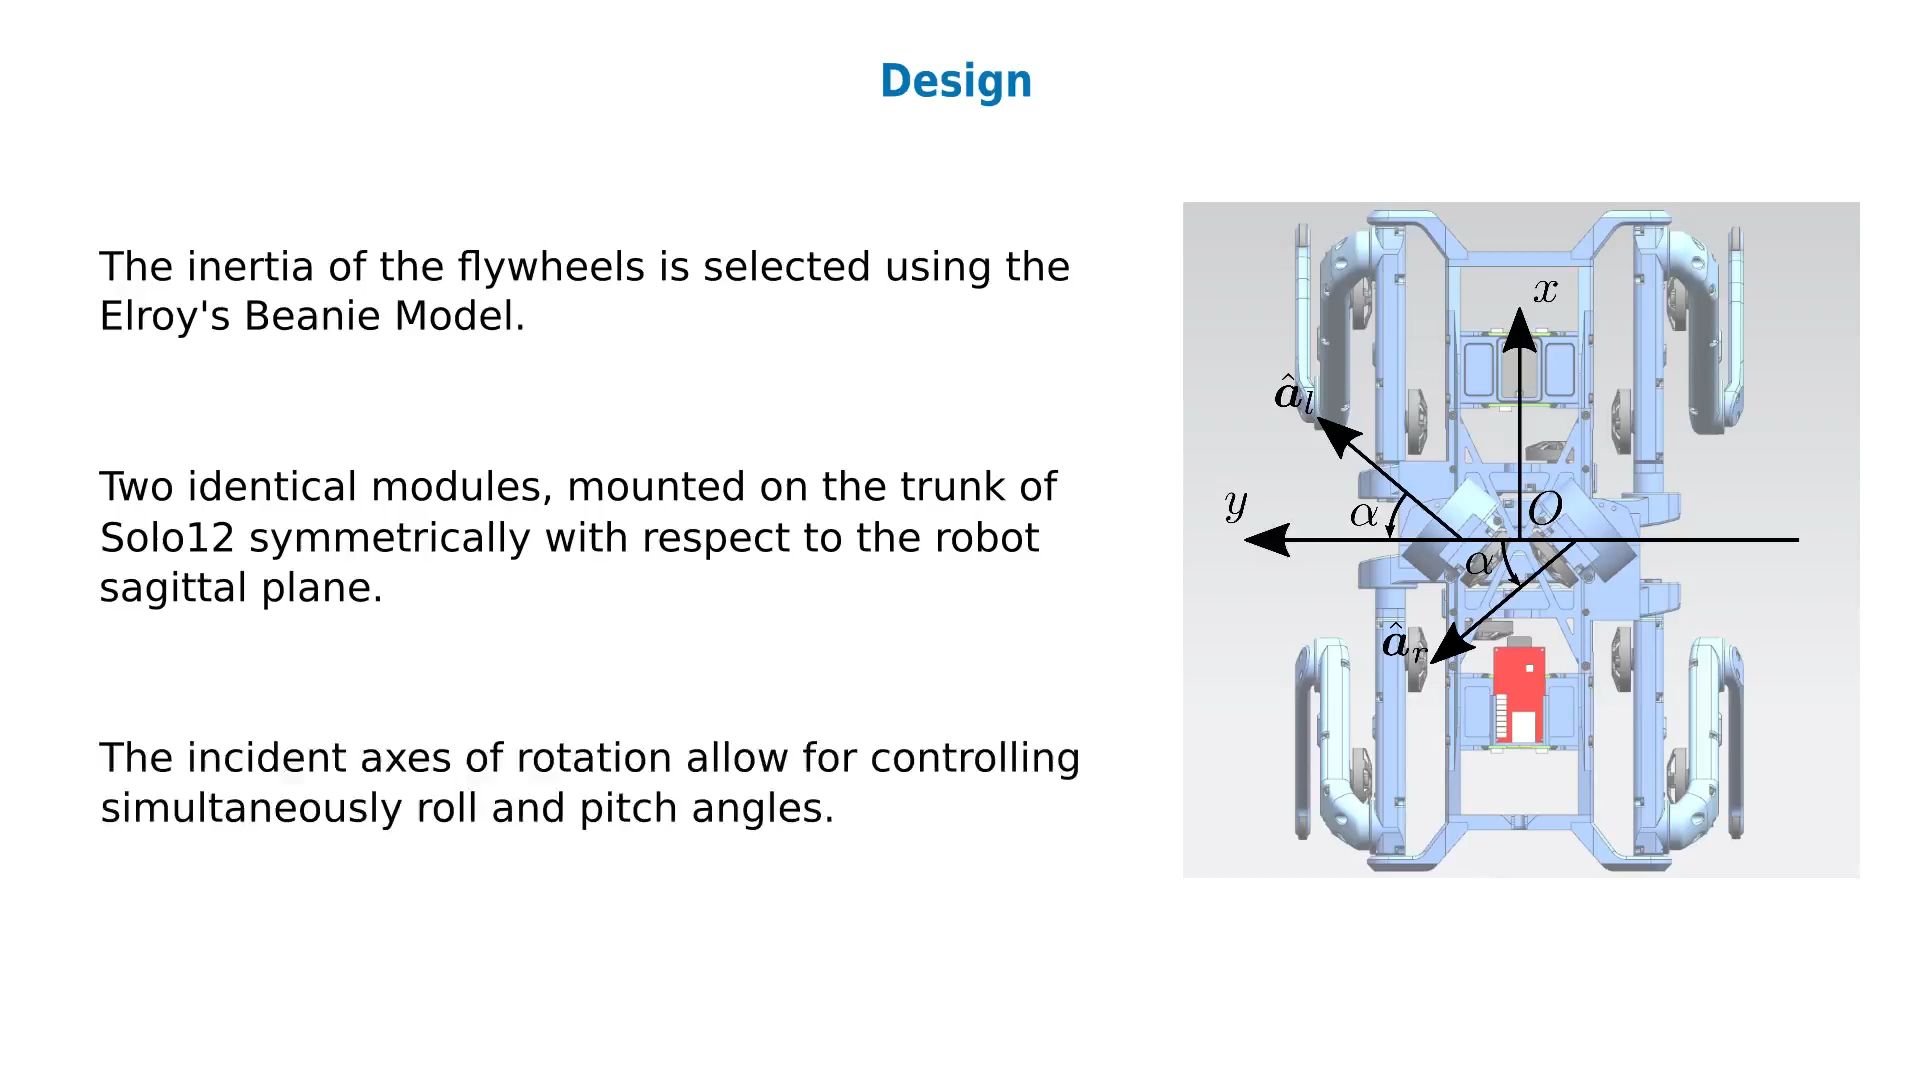 Design
The inertia of the flywheels is selected using the
Elroy's Beanie Model.
Two identical modules, mounted on the trunk of
Solo12 symmetrically with respect to the robot
sagittal plane.
The incident axes of rotation allow for controlling
simultaneously roll and pitch angles.
x
â_l
y
α
O
α
â_r